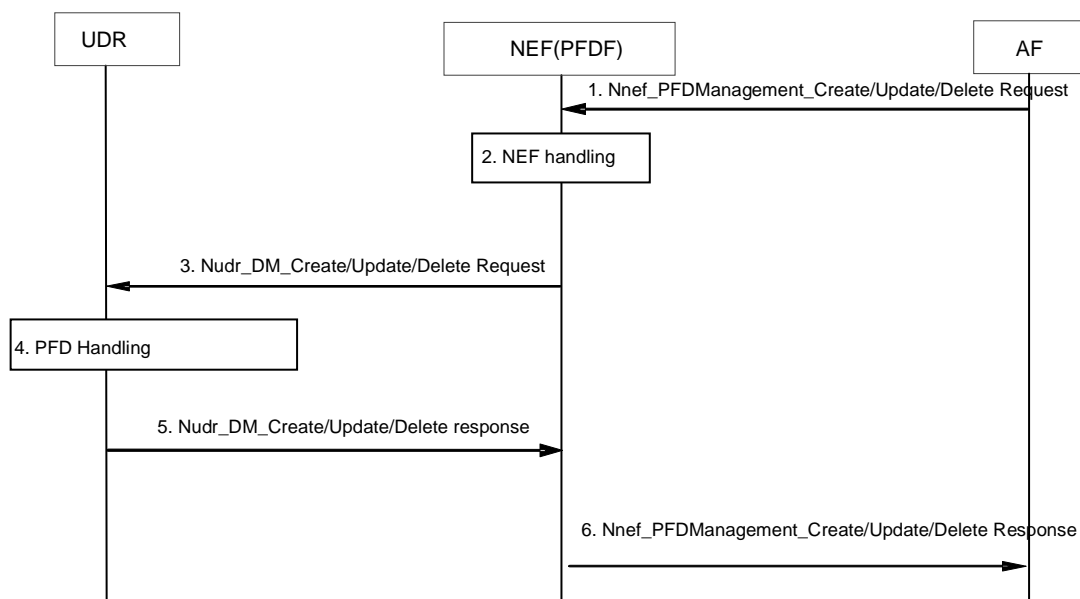 UDR
NEF(PFDF)
AF
1. Nnef_PFDManagement_Create/Update/Delete Request
2. NEF handling
3. Nudr_DM_Create/Update/Delete Request
4. PFD Handling
5. Nudr_DM_Create/Update/Delete response
6. Nnef_PFDManagement_Create/Update/Delete Response